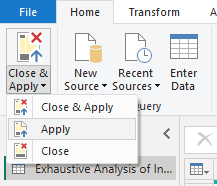 File
Home
Transform
Close &
Apply
New
Source
Recent
Sources
Enter
Data
Close & Apply
Apply
Close
uery
Exhaustive Analysis of In...